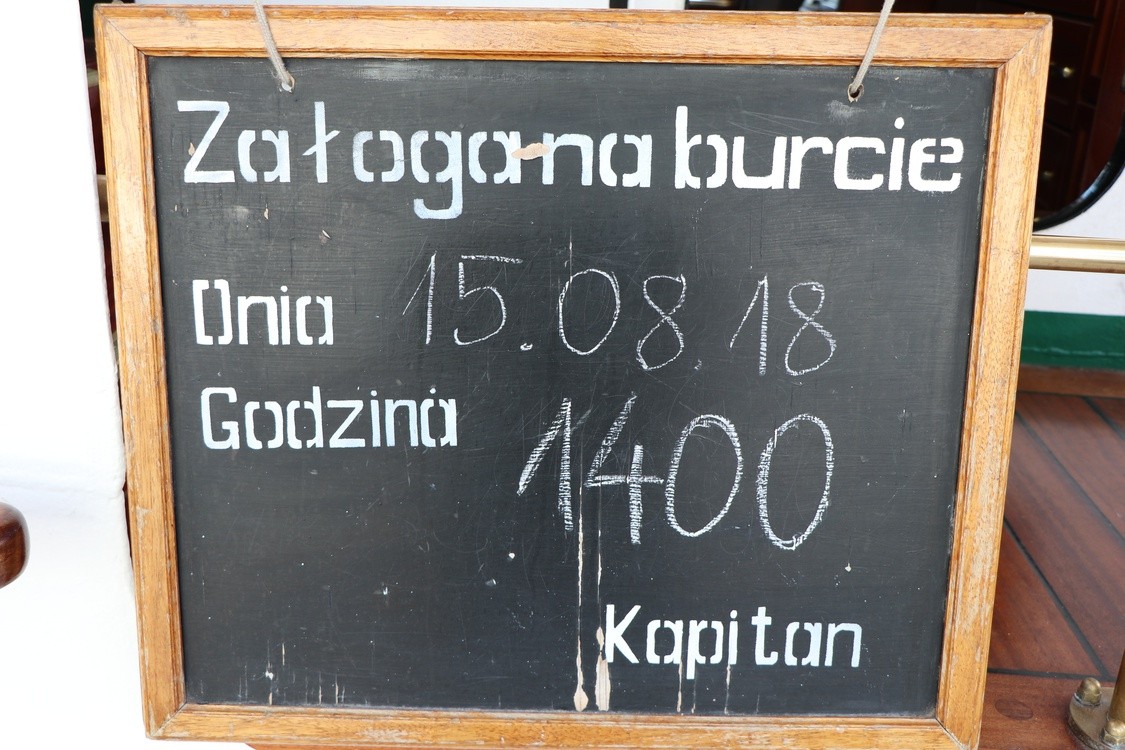 Załoga na burcie
Dnia 15.08.18
Godzina 1400
Kapitan